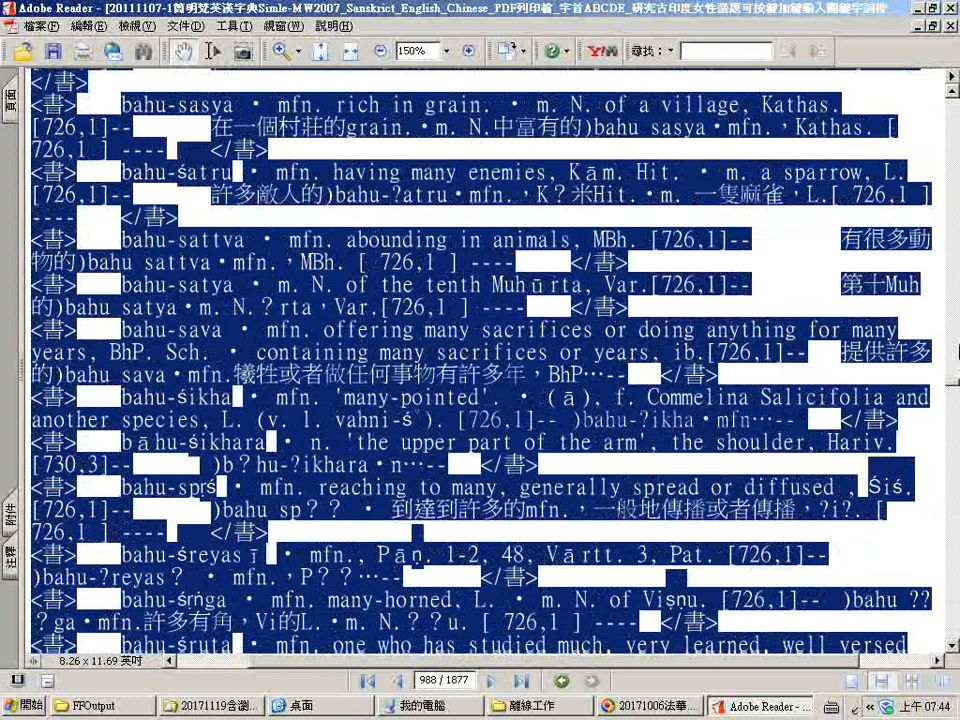 Adobe Reader - [20111107-1簡明梵英漢字典Simle-MW2007_Sanskrict_English_Chinese_PDF列印檔_字首ABCDE_研究古印度女性議題可按鍵加鍵輸入關鍵字詞搜
檔案(F) 編輯(E) 檢視(V) 文件(D) 工具(T) 視窗(W) 說明(H)
150% Y! 尋找:
頁面
</書>
<書> bahu-sasya ‧ mfn. rich in grain. ‧ m. N. of a village, Kathas.
[726,1]-- 在一個村莊的grain.‧m. N.中富有的)bahu sasya‧mfn.，Kathas. [
726,1 ] ---- </書>
<書> bahu-śatru ‧ mfn. having many enemies, Kām. Hit. ‧ m. a sparrow, L.
[726,1]-- 許多敵人的)bahu-?atru‧mfn.，K？米Hit.‧m. 一隻麻雀，L.[ 726,1 ]
---- </書>
<書> bahu-sattva ‧ mfn. abounding in animals, MBh. [726,1]-- 有很多動
物的)bahu sattva‧mfn.，MBh. [ 726,1 ] ---- </書>
<書> bahu-satya ‧ m. N. of the tenth Muhūrta, Var.[726,1]-- 第十Muh
的)bahu satya‧m. N.？rta，Var.[726,1 ] ---- </書>
<書> bahu-sava ‧ mfn. offering many sacrifices or doing anything for many
years, BhP. Sch. ‧ containing many sacrifices or years, ib.[726,1]-- 提供許多
的)bahu sava‧mfn.犧牲或者做任何事物有許多年，BhP…-- </書>
<書> bahu-śikha ‧ mfn. 'many-pointed'. ‧ (ā), f. Commelina Salicifolia and
another species, L. (v. l. vahni-ś°). [726,1]-- )bahu-?ikha‧mfn…-- </書>
<書> bāhu-śikhara ‧ n. 'the upper part of the arm', the shoulder, Hariv.
[730,3]-- )b？hu-?ikhara‧n…-- </書>
<書> bahu-spṛś ‧ mfn. reaching to many, generally spread or diffused , Śiś.
[726,1]-- )bahu sp？？ ‧ 到達到許多的mfn.，一般地傳播或者傳播，?i?. [
726,1 ] ---- </書>
<書> bahu-śreyas ī ‧ mfn., Pāṇ. 1-2, 48, Vārtt. 3, Pat. [726,1]--
)bahu-?reyas？ ‧ mfn.，P？？…-- </書>
<書> bahu-śṛṅga ‧ mfn. many-horned, L. ‧ m. N. of Viṣṇu. [726,1]-- )bahu ??
？ga‧mfn.許多有角，Vi的L.‧m. N.？？u. [ 726,1 ] ---- </書>
<書> bahu-śruta ‧ mfn. one who has studied much, very learned, well versed
附件
注釋
8.26 x 11.69 英吋
988 / 1877
開始 FFOutput 20171119含瀏... 桌面 我的電腦 離線工作 20171006法華... Adobe Reader - ... 上午 07:44